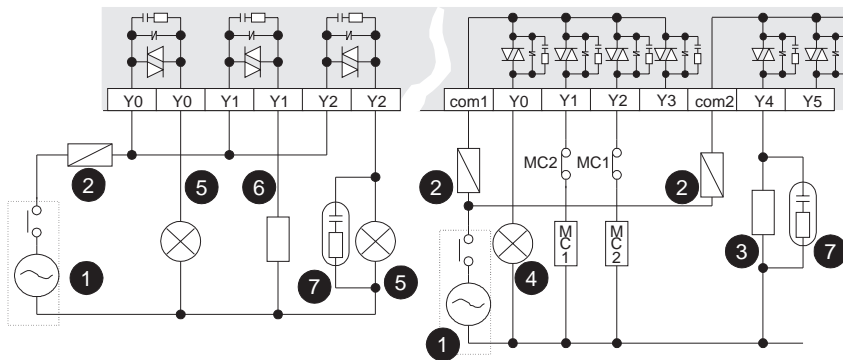 Y0 Y0 Y1 Y1 Y2 Y2
com1 Y0 Y1 Y2 Y3 com2 Y4 Y5
MC2 MC1
2 5 6 2 2
MC1 MC2
1 7 5 4 3 7
1